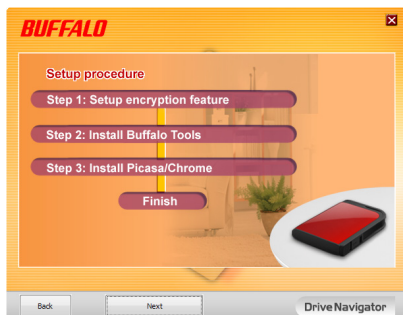 BUFFALO
Setup procedure
Step 1: Setup encryption feature
Step 2: Install Buffalo Tools
Step 3: Install Picasa/Chrome
Finish
Back
Next
DriveNavigator